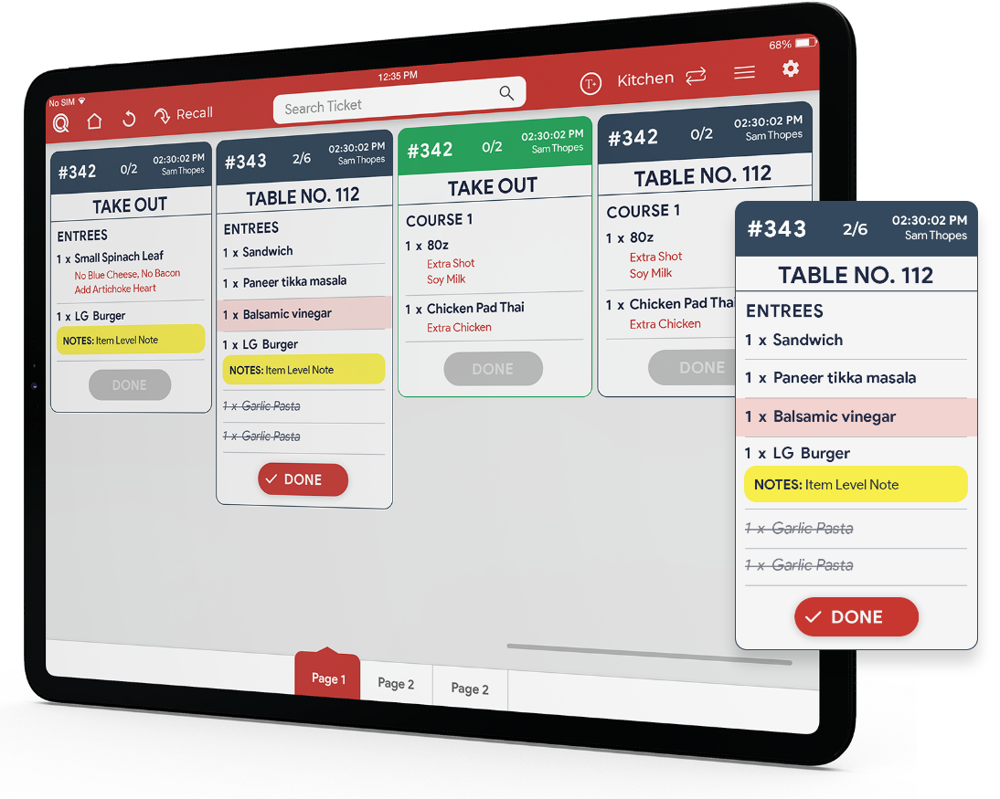 No SIM
12:35 PM
68%
Recall
Search Ticket
T+
Kitchen
#342 0/2 02:30:02 PM
Sam Thopes
TAKE OUT
ENTREES
1 x Small Spinach Leaf
No Blue Cheese, No Bacon
Add Artichoke Heart
1 x LG Burger
NOTES: Item Level Note
DONE
#343 2/6 02:30:02 PM
Sam Thopes
TABLE NO. 112
ENTREES
1 x Sandwich
1 x Paneer tikka masala
1 x Balsamic vinegar
1 x LG Burger
NOTES: Item Level Note
1 x Garlic Pasta
1 x Garlic Pasta
DONE
#342 0/2 02:30:02 PM
Sam Thopes
TAKE OUT
COURSE 1
1 x 80z
Extra Shot
Soy Milk
1 x Chicken Pad Thai
Extra Chicken
DONE
#342 0/2 02:30:02 PM
Sam Thopes
TABLE NO. 112
COURSE 1
1 x 80z
Extra Shot
Soy Milk
1 x Chicken Pad Thai
Extra Chicken
DONE
#343 2/6 02:30:02 PM
Sam Thopes
TABLE NO. 112
ENTREES
1 x Sandwich
1 x Paneer tikka masala
1 x Balsamic vinegar
1 x LG Burger
NOTES: Item Level Note
1 x Garlic Pasta
1 x Garlic Pasta
DONE
Page 1
Page 2
Page 2